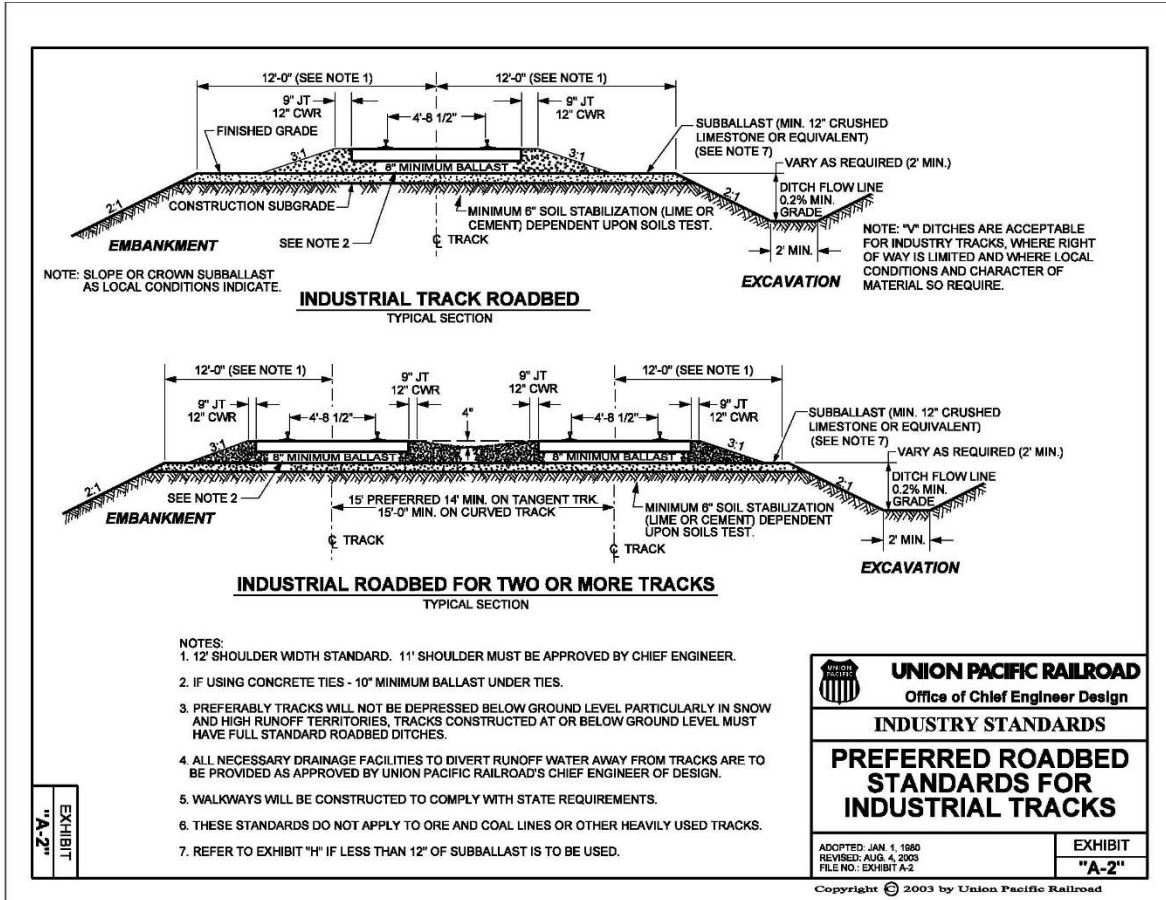 12'-0" (SEE NOTE 1)
12'-0" (SEE NOTE 1)
9" JT
12" CWR
4'-8 1/2"
9" JT
12" CWR
FINISHED GRADE
3:1
3:1
8" MINIMUM BALLAST
SUBBALLAST (MIN. 12" CRUSHED
LIMESTONE OR EQUIVALENT)
(SEE NOTE 7)
VARY AS REQUIRED (2' MIN.)
2:1
2:1
DITCH FLOW LINE
0.2% MIN.
GRADE
CONSTRUCTION SUBGRADE
MINIMUM 6" SOIL STABILIZATION (LIME OR
CEMENT) DEPENDENT UPON SOILS TEST.
EMBANKMENT
SEE NOTE 2
℄ TRACK
2' MIN.
EXCAVATION
NOTE: "V" DITCHES ARE ACCEPTABLE
FOR INDUSTRY TRACKS, WHERE RIGHT
OF WAY IS LIMITED AND WHERE LOCAL
CONDITIONS AND CHARACTER OF
MATERIAL SO REQUIRE.
NOTE: SLOPE OR CROWN SUBBALLAST
AS LOCAL CONDITIONS INDICATE.
INDUSTRIAL TRACK ROADBED
TYPICAL SECTION
12'-0" (SEE NOTE 1)
9" JT
12" CWR
9" JT
12" CWR
12'-0" (SEE NOTE 1)
9" JT
12" CWR
4'-8 1/2"
4"
4'-8 1/2"
9" JT
12" CWR
3:1
3:1
8" MINIMUM BALLAST
8" MINIMUM BALLAST
SUBBALLAST (MIN. 12" CRUSHED
LIMESTONE OR EQUIVALENT)
(SEE NOTE 7)
VARY AS REQUIRED (2' MIN.)
2:1
2:1
DITCH FLOW LINE
0.2% MIN.
GRADE
SEE NOTE 2
EMBANKMENT
15' PREFERRED 14' MIN. ON TANGENT TRK.
15'-0" MIN. ON CURVED TRACK
MINIMUM 6" SOIL STABILIZATION
(LIME OR CEMENT) DEPENDENT
UPON SOILS TEST.
℄ TRACK
℄ TRACK
2' MIN.
EXCAVATION
INDUSTRIAL ROADBED FOR TWO OR MORE TRACKS
TYPICAL SECTION
NOTES:
1. 12' SHOULDER WIDTH STANDARD. 11' SHOULDER MUST BE APPROVED BY CHIEF ENGINEER.
2. IF USING CONCRETE TIES - 10" MINIMUM BALLAST UNDER TIES.
3. PREFERABLY TRACKS WILL NOT BE DEPRESSED BELOW GROUND LEVEL PARTICULARLY IN SNOW
AND HIGH RUNOFF TERRITORIES, TRACKS CONSTRUCTED AT OR BELOW GROUND LEVEL MUST
HAVE FULL STANDARD ROADBED DITCHES.
4. ALL NECESSARY DRAINAGE FACILITIES TO DIVERT RUNOFF WATER AWAY FROM TRACKS ARE TO
BE PROVIDED AS APPROVED BY UNION PACIFIC RAILROAD'S CHIEF ENGINEER OF DESIGN.
5. WALKWAYS WILL BE CONSTRUCTED TO COMPLY WITH STATE REQUIREMENTS.
6. THESE STANDARDS DO NOT APPLY TO ORE AND COAL LINES OR OTHER HEAVILY USED TRACKS.
7. REFER TO EXHIBIT "H" IF LESS THAN 12" OF SUBBALLAST IS TO BE USED.
EXHIBIT
"A-2"
UNION
PACIFIC
UNION PACIFIC RAILROAD
Office of Chief Engineer Design
INDUSTRY STANDARDS
PREFERRED ROADBED
STANDARDS FOR
INDUSTRIAL TRACKS
ADOPTED: JAN. 1, 1980
REVISED: AUG. 4, 2003
FILE NO.: EXHIBIT A-2
EXHIBIT
"A-2"
Copyright © 2003 by Union Pacific Railroad